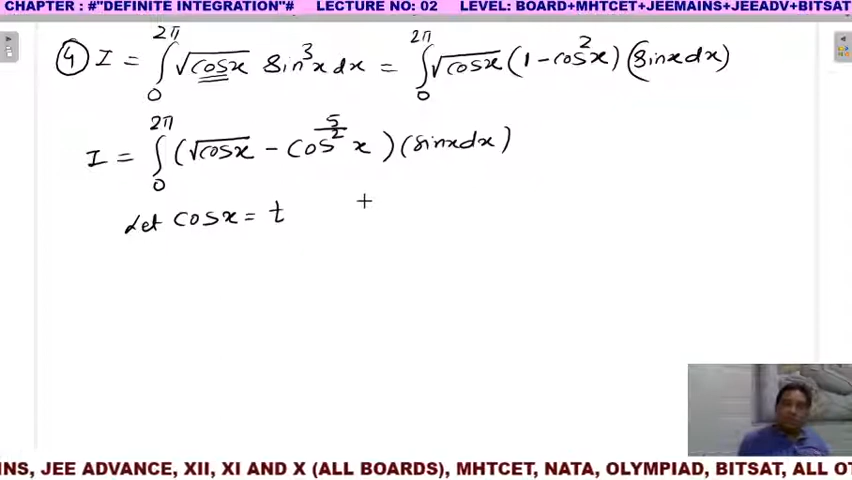 CHAPTER : #"DEFINITE INTEGRATION"# LECTURE NO: 02 LEVEL: BOARD+MHTCET+JEEMAINS+JEEADV+BITSAT
④ I = ∫₀^{2π} √cosx sin³x dx = ∫₀^{2π} √cosx (1 - cos²x) (sinx dx)
I = ∫₀^{2π} (√cosx - cos^{5/2} x) (sinx dx)
Let cosx = t
INS, JEE ADVANCE, XII, XI AND X (ALL BOARDS), MHTCET, NATA, OLYMPIAD, BITSAT, ALL O